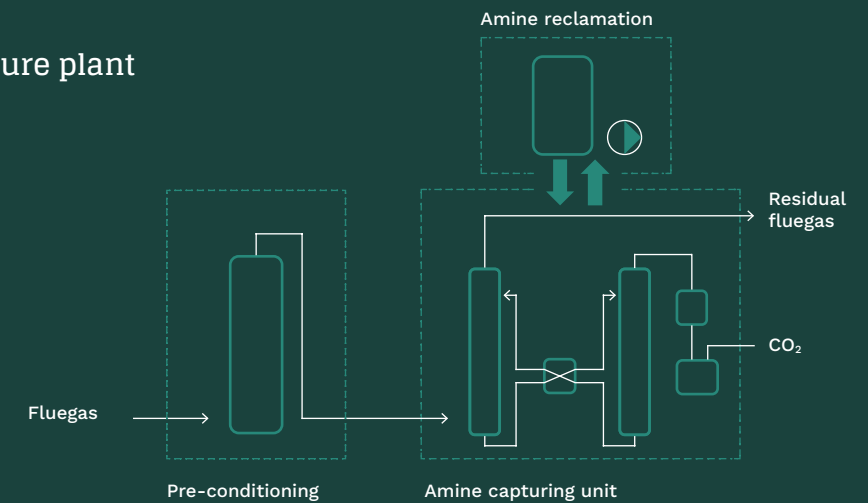 ure plant
Amine reclamation
Residual
fluegas
CO₂
Fluegas
Pre-conditioning
Amine capturing unit